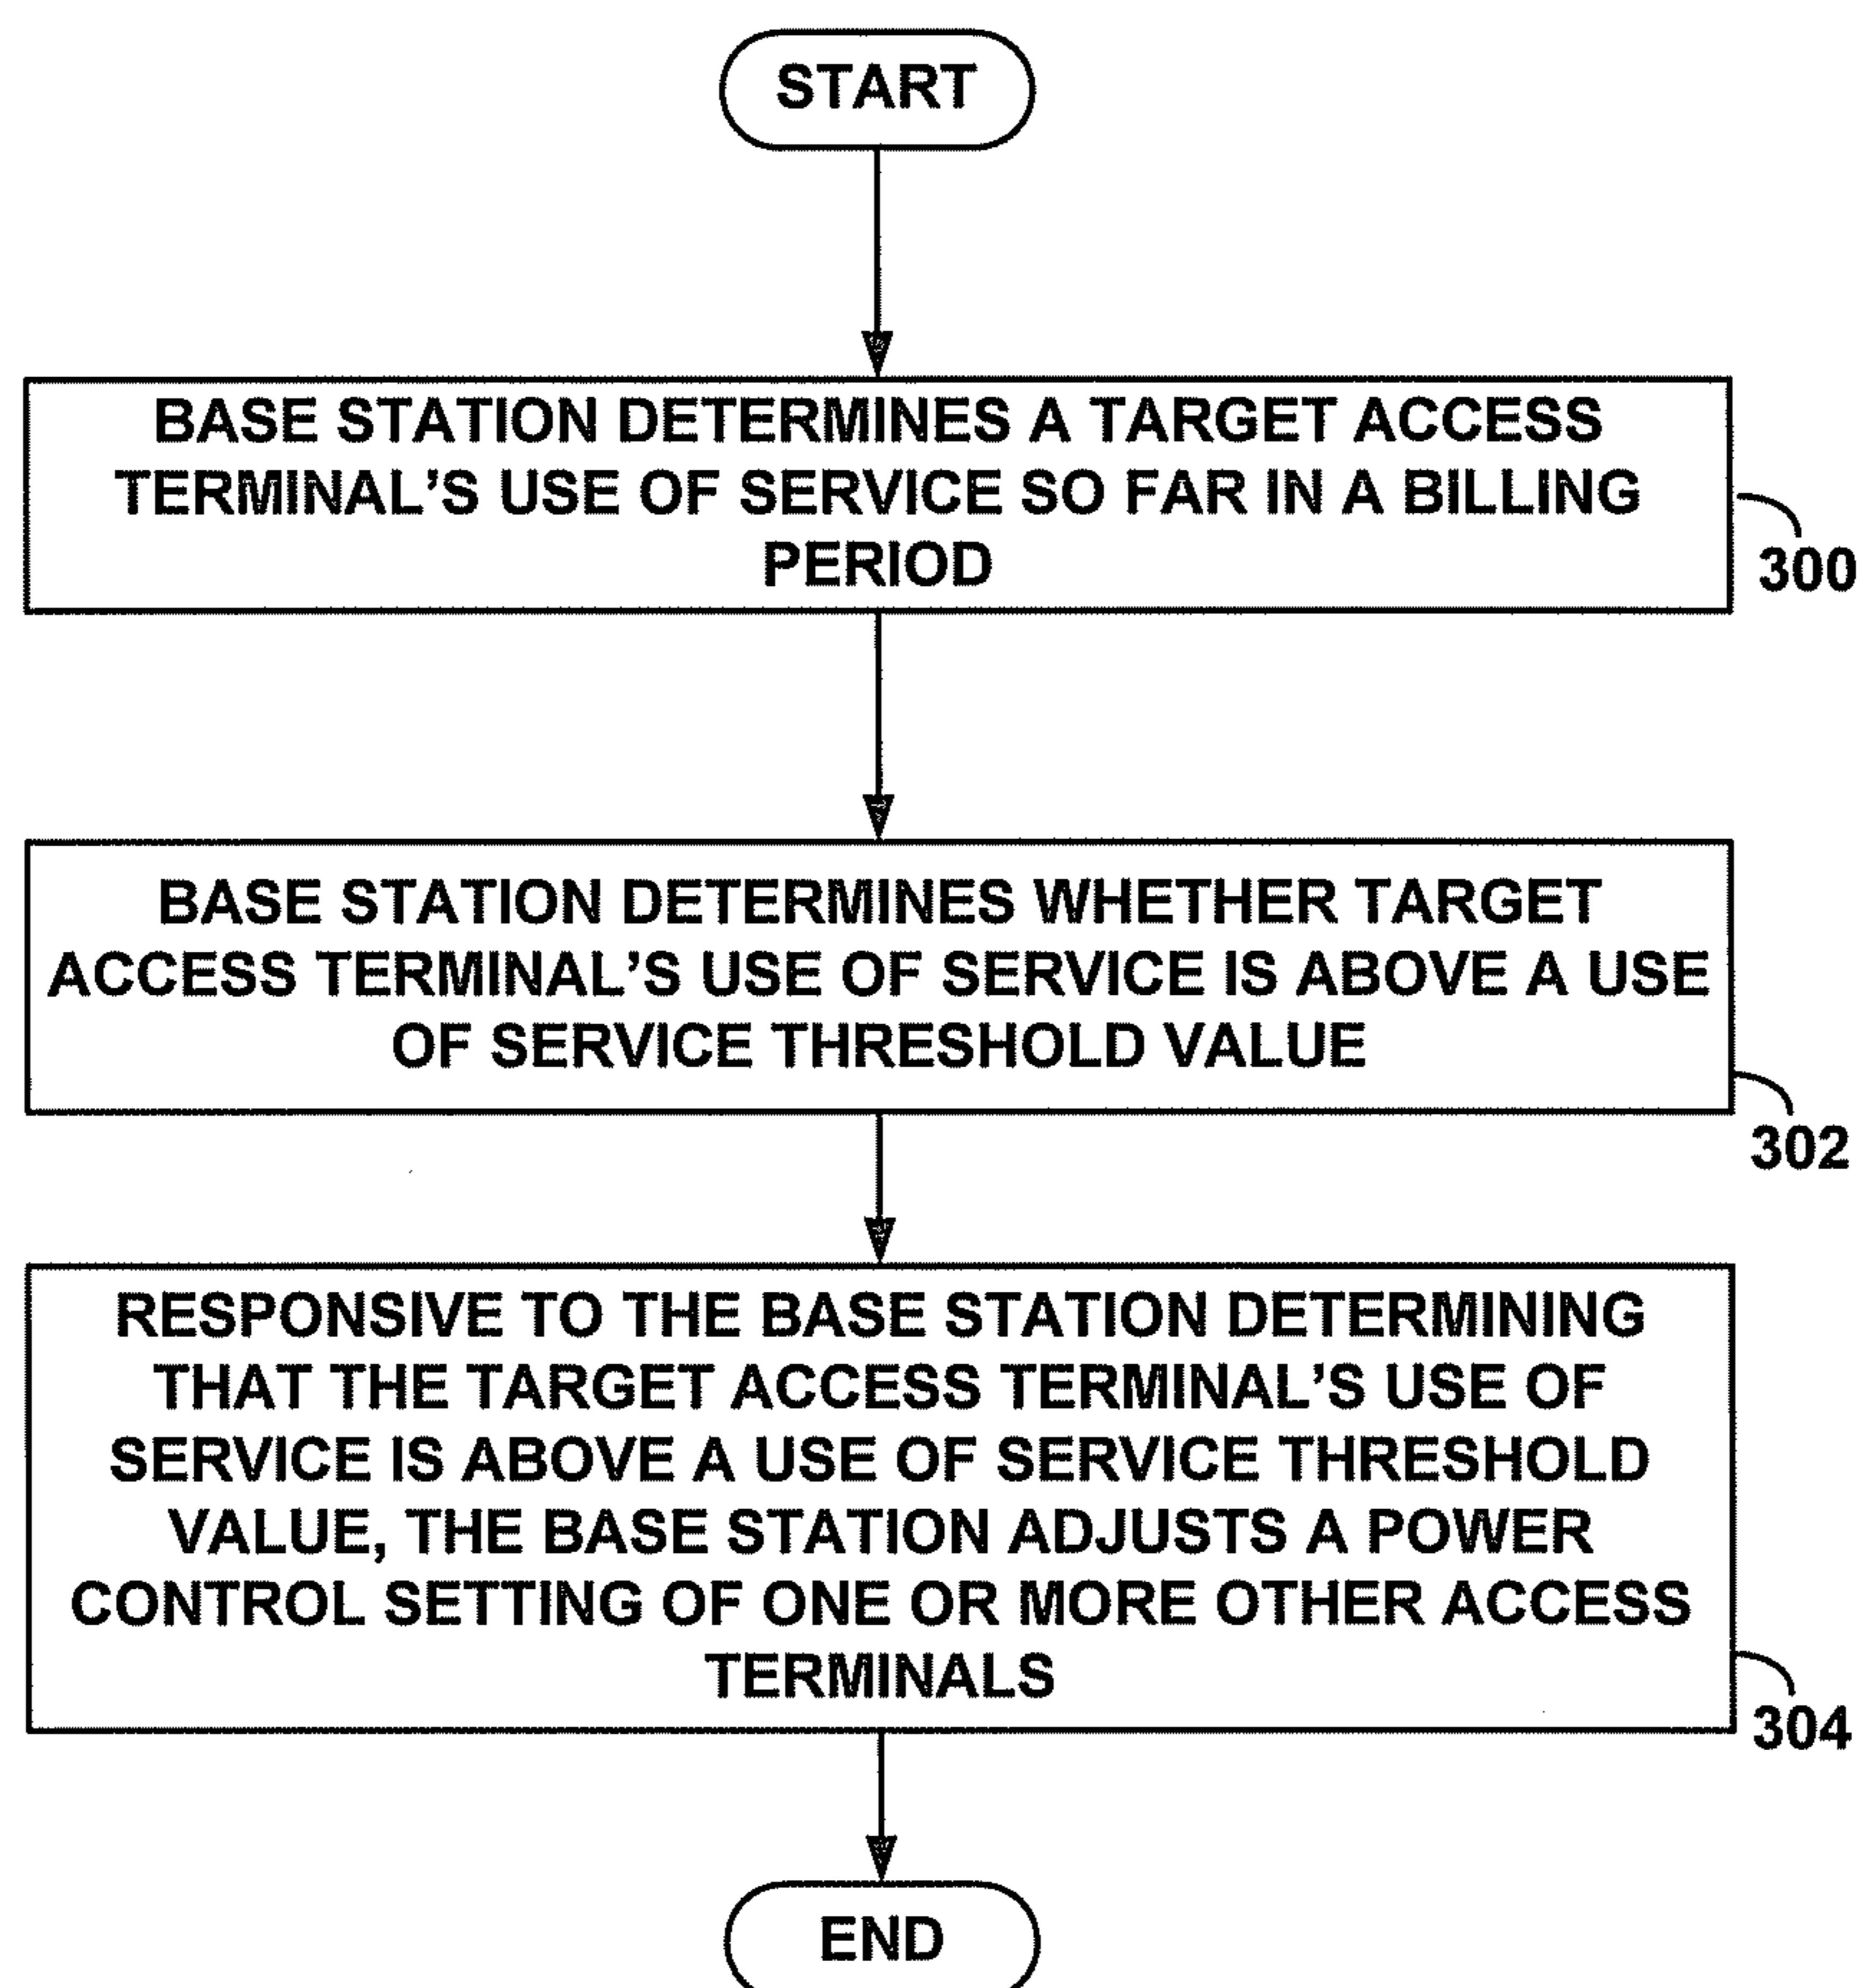 START
BASE STATION DETERMINES A TARGET ACCESS
TERMINAL'S USE OF SERVICE SO FAR IN A BILLING
PERIOD
300
BASE STATION DETERMINES WHETHER TARGET
ACCESS TERMINAL'S USE OF SERVICE IS ABOVE A USE
OF SERVICE THRESHOLD VALUE
302
RESPONSIVE TO THE BASE STATION DETERMINING
THAT THE TARGET ACCESS TERMINAL'S USE OF
SERVICE IS ABOVE A USE OF SERVICE THRESHOLD
VALUE, THE BASE STATION ADJUSTS A POWER
CONTROL SETTING OF ONE OR MORE OTHER ACCESS
TERMINALS
304
END